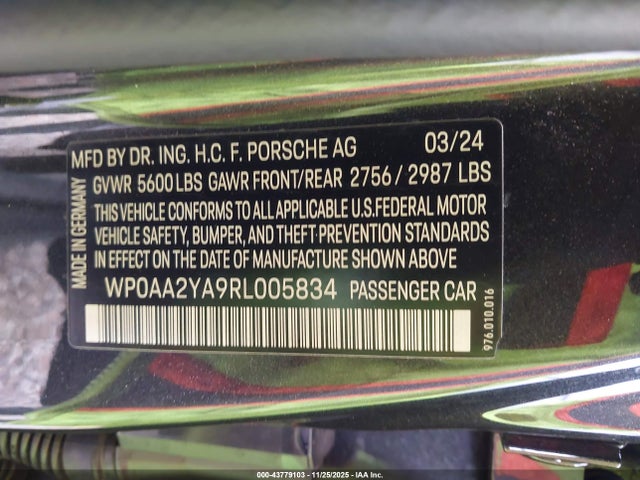 MFD BY DR. ING. H.C. F. PORSCHE AG 03/24
GVWR 5600 LBS GAWR FRONT/REAR 2756 / 2987 LBS
THIS VEHICLE CONFORMS TO ALL APPLICABLE U.S.FEDERAL MOTOR
VEHICLE SAFETY, BUMPER, AND THEFT PREVENTION STANDARDS
IN EFFECT ON THE DATE OF MANUFACTURE SHOWN ABOVE
WP0AA2YA9RL005834 PASSENGER CAR
MADE IN GERMANY
976.010.016
000-43779103 - 11/25/2025 - IAA Inc.